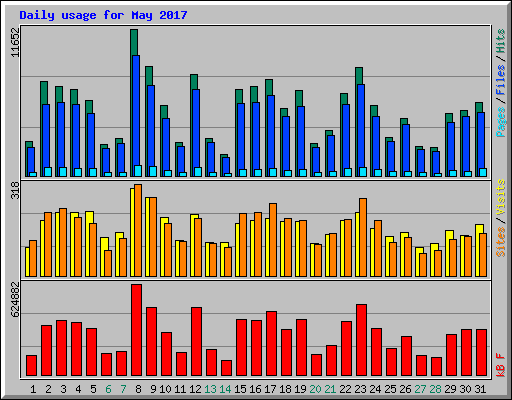 Daily usage for May 2017
11652
Pages / Files / Hits
318
Sites / Visits
624882
kB F
1 2 3 4 5 6 7 8 9 10 11 12 13 14 15 16 17 18 19 20 21 22 23 24 25 26 27 28 29 30 31